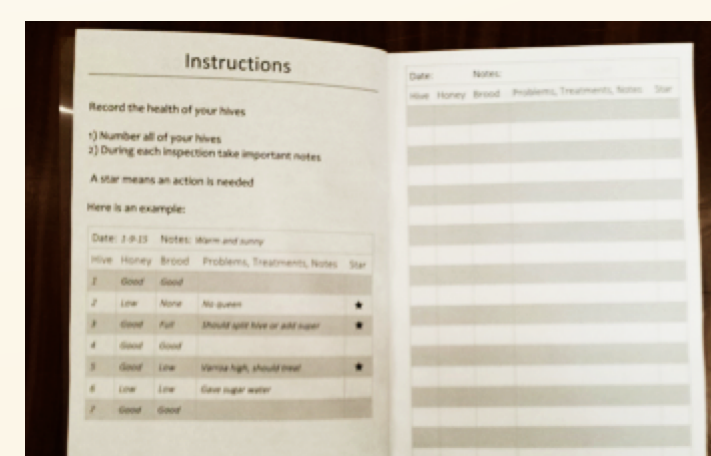 Instructions
Record the health of your hives
1) Number all of your hives
2) During each inspection take important notes
A star means an action is needed
Here is an example:
Date: 1-9-15 Notes: Warm and sunny
Hive Honey Brood Problems, Treatments, Notes Star
1 Good Good
2 Low None No queen ★
3 Good Full Should split hive or add super ★
4 Good Good
5 Good Low Varroa high, should treat ★
6 Low Low Gave sugar water
7 Good Good
Date: Notes:
Hive Honey Brood Problems, Treatments, Notes Star